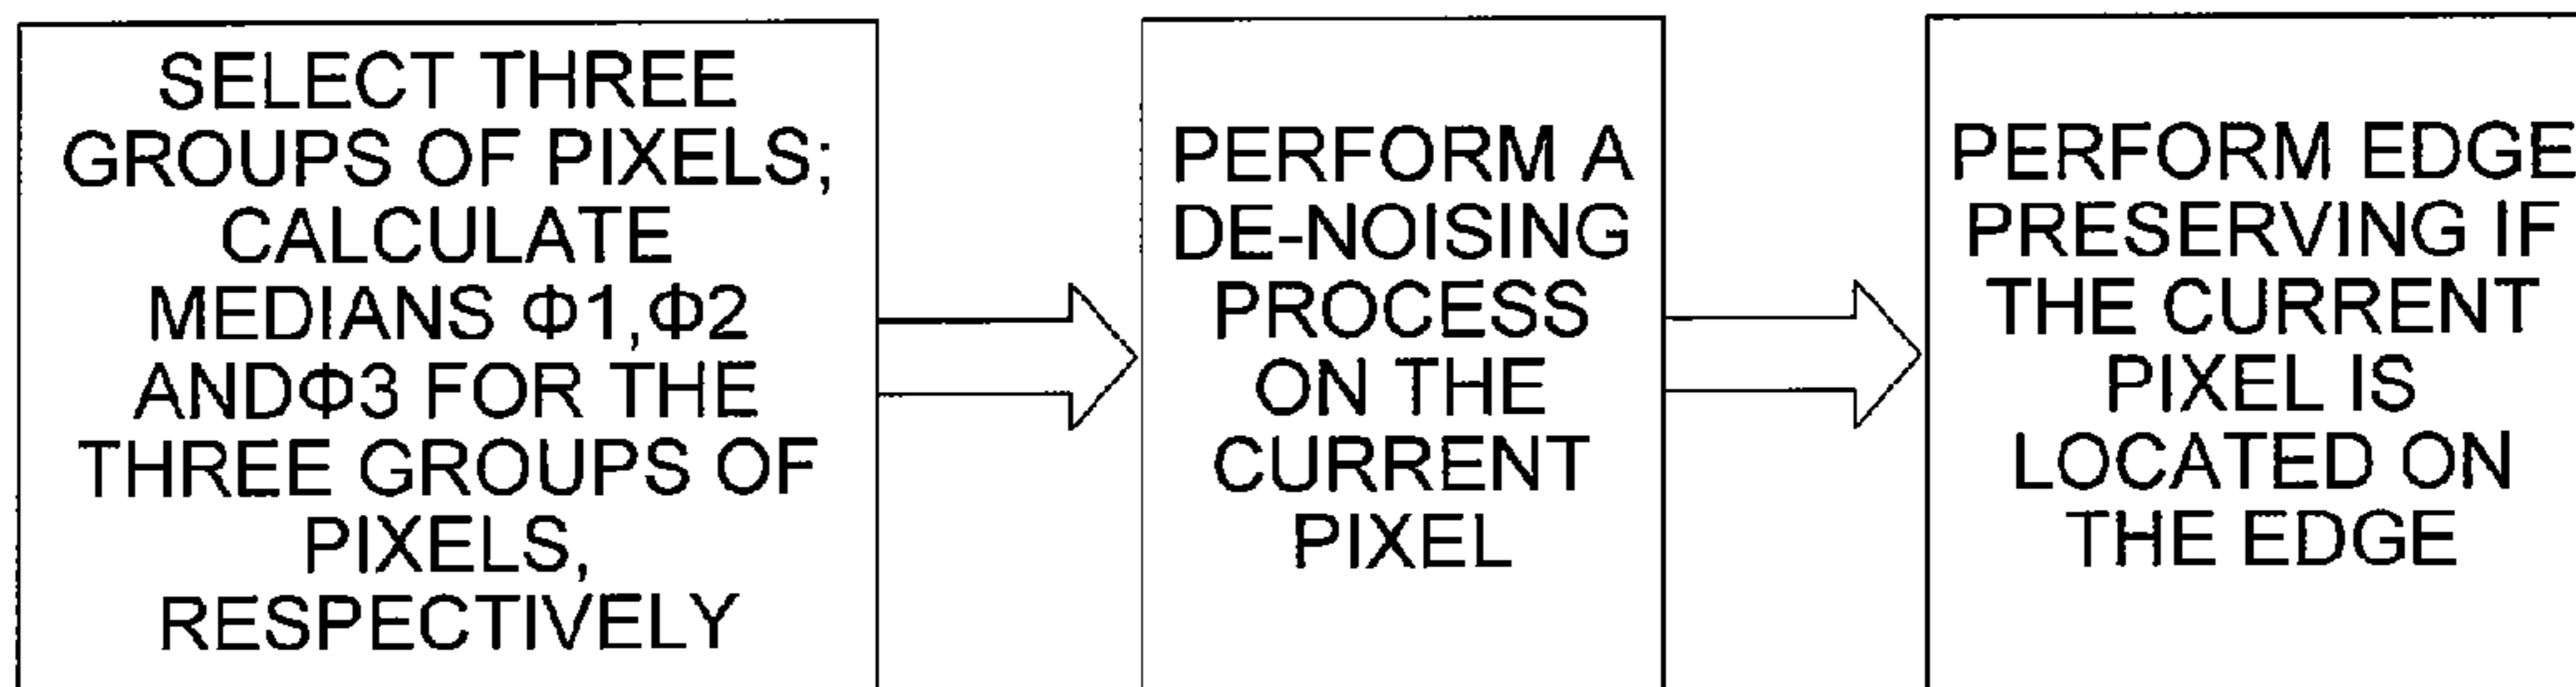 SELECT THREE
GROUPS OF PIXELS;
CALCULATE
MEDIANS Φ1,Φ2
ANDΦ3 FOR THE
THREE GROUPS OF
PIXELS,
RESPECTIVELY
PERFORM A
DE-NOISING
PROCESS
ON THE
CURRENT
PIXEL
PERFORM EDGE
PRESERVING IF
THE CURRENT
PIXEL IS
LOCATED ON
THE EDGE